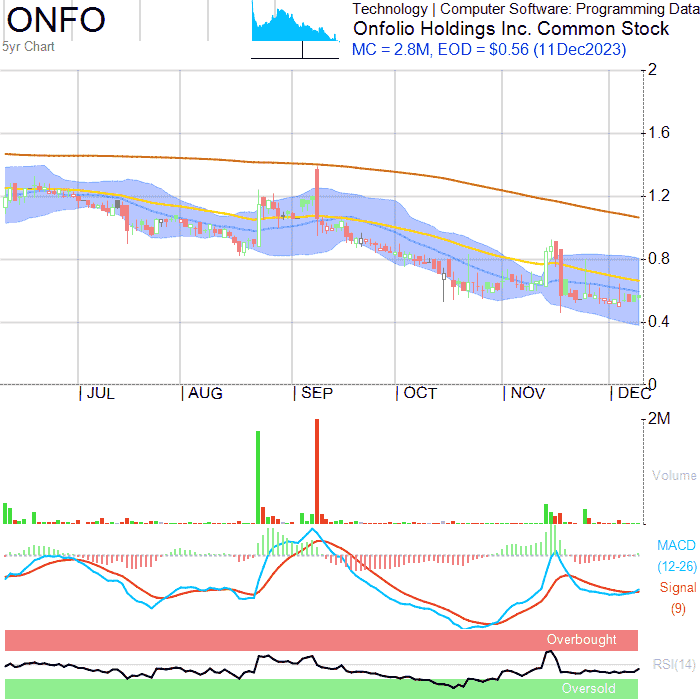 ONFO
5yr Chart
Technology | Computer Software: Programming Data
Onfolio Holdings Inc. Common Stock
MC = 2.8M, EOD = $0.56 (11Dec2023)
2
1.6
1.2
0.8
0.4
0
JUL AUG SEP OCT NOV DEC
2M
Volume
MACD
(12-26)
Signal
(9)
Overbought
RSI(14)
Oversold